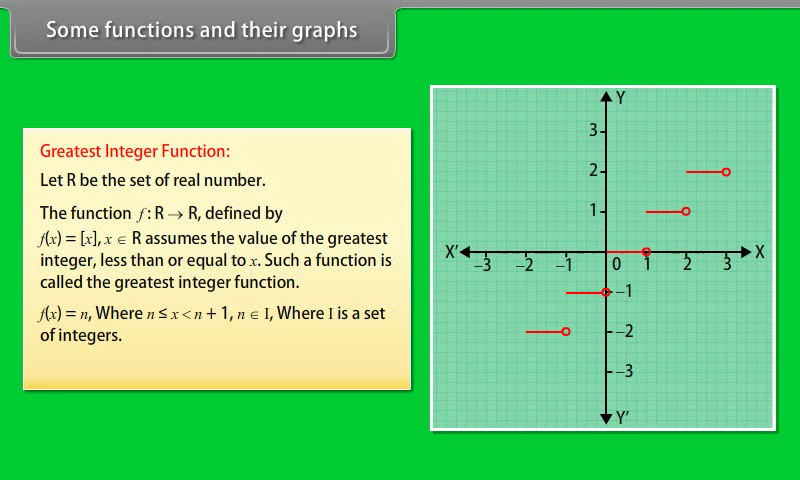 Some functions and their graphs
Greatest Integer Function:
Let R be the set of real number.
The function f : R → R, defined by
f(x) = [x], x ∈ R assumes the value of the greatest
integer, less than or equal to x. Such a function is
called the greatest integer function.
f(x) = n, Where n ≤ x < n + 1, n ∈ I, Where I is a set
of integers.
Y
3
2
1
X′ X
−3 −2 −1 0 1 2 3
−1
−2
−3
Y′